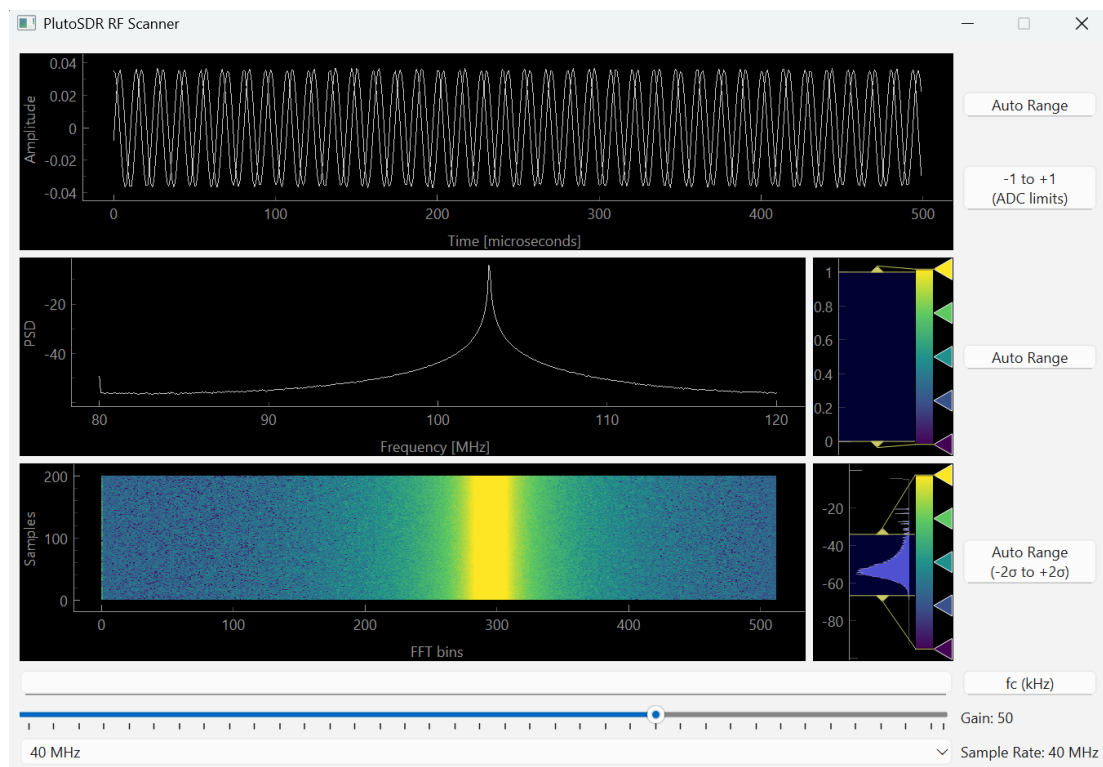 PlutoSDR RF Scanner
0.04
0.02
0
-0.02
-0.04
Amplitude
0 100 200 300 400 500
Time [microseconds]
Auto Range
-1 to +1
(ADC limits)
-20
-40
PSD
80 90 100 110 120
Frequency [MHz]
1
0.8
0.6
0.4
0.2
0
Auto Range
200
100
0
Samples
0 100 200 300 400 500
FFT bins
-20
-40
-60
-80
Auto Range
(-2σ to +2σ)
fc (kHz)
Gain: 50
40 MHz
Sample Rate: 40 MHz